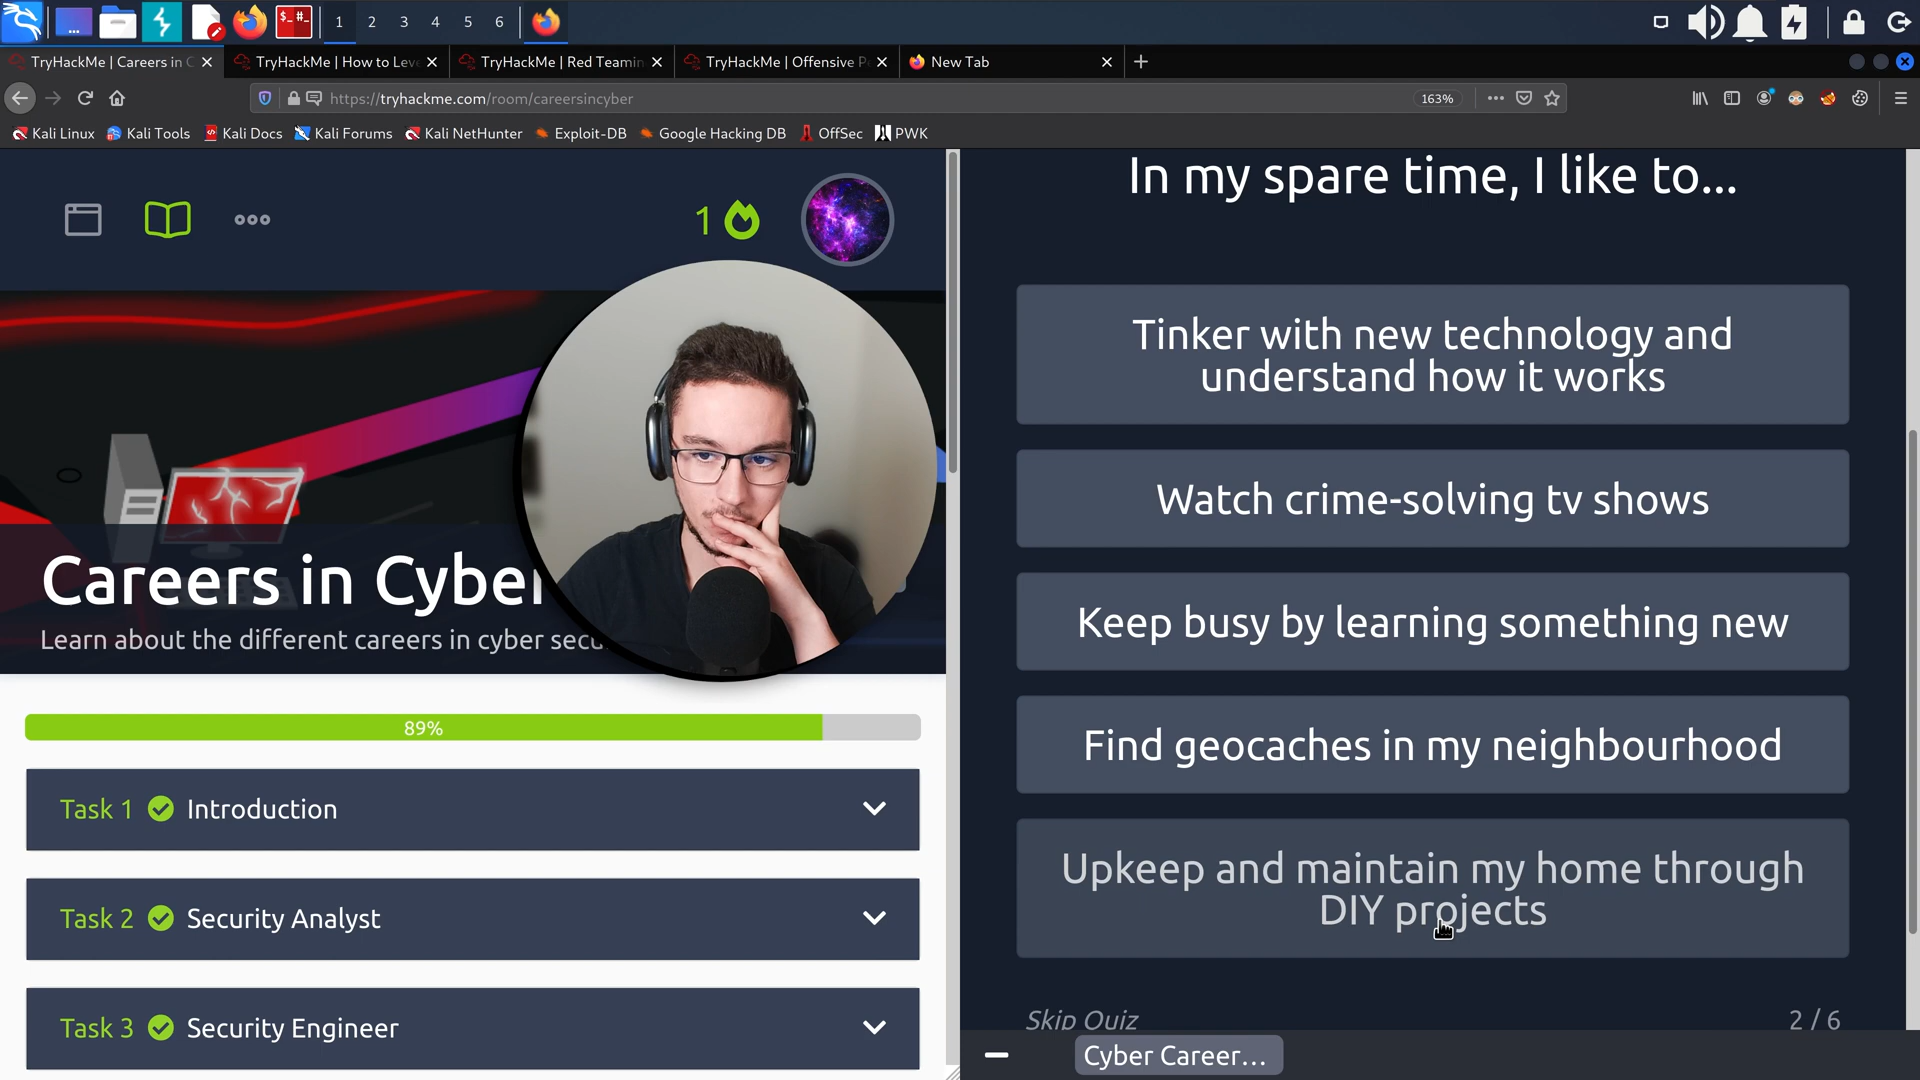 $_ #_
1 2 3 4 5 6
TryHackMe | Careers in C
TryHackMe | How to Leve
TryHackMe | Red Teamin
TryHackMe | Offensive Pe
New Tab
https://tryhackme.com/room/careersincyber
163%
Kali Linux
Kali Tools
Kali Docs
Kali Forums
Kali NetHunter
Exploit-DB
Google Hacking DB
OffSec
PWK
1
Careers in Cyber
Learn about the different careers in cyber secu
89%
Task 1 Introduction
Task 2 Security Analyst
Task 3 Security Engineer
In my spare time, I like to...
Tinker with new technology and
understand how it works
Watch crime-solving tv shows
Keep busy by learning something new
Find geocaches in my neighbourhood
Upkeep and maintain my home through
DIY projects
Skip Quiz
2 / 6
Cyber Career...